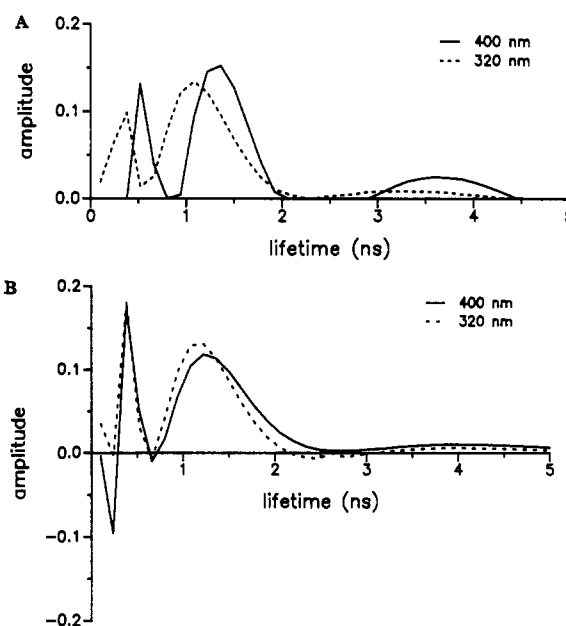 A
0.2
0.1
0.0
amplitude
400 nm
320 nm
0 1 2 3 4 5
lifetime (ns)
B
0.2
0.1
0.0
−0.1
−0.2
amplitude
400 nm
320 nm
1 2 3 4 5
lifetime (ns)